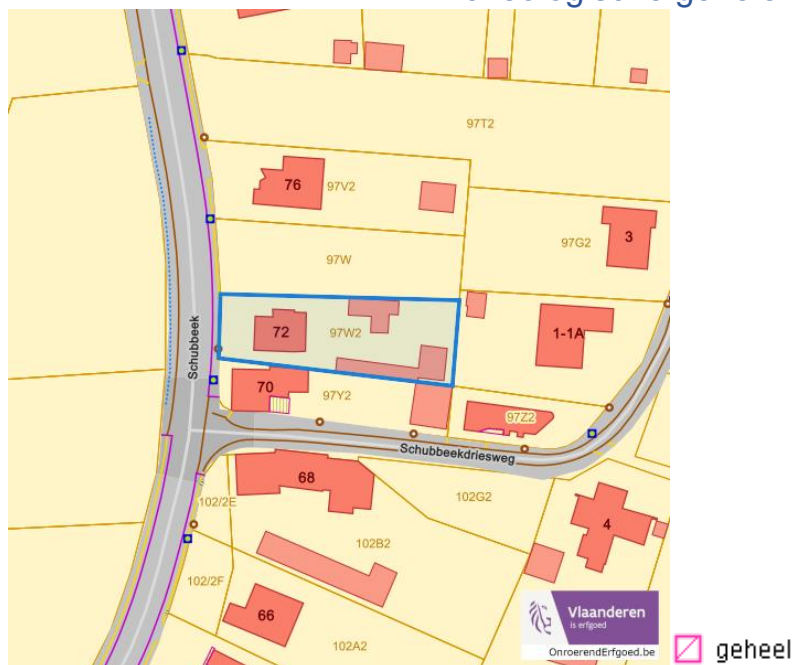 97T2
76
97V2
3
97G2
97W
72
97W2
1-1A
Schubbeek
70
97Y2
97Z2
Schubbeekdriesweg
68
102/2E
102G2
4
102B2
102/2F
66
102A2
Vlaanderen
is erfgoed
OnroerendErfgoed.be
geheel